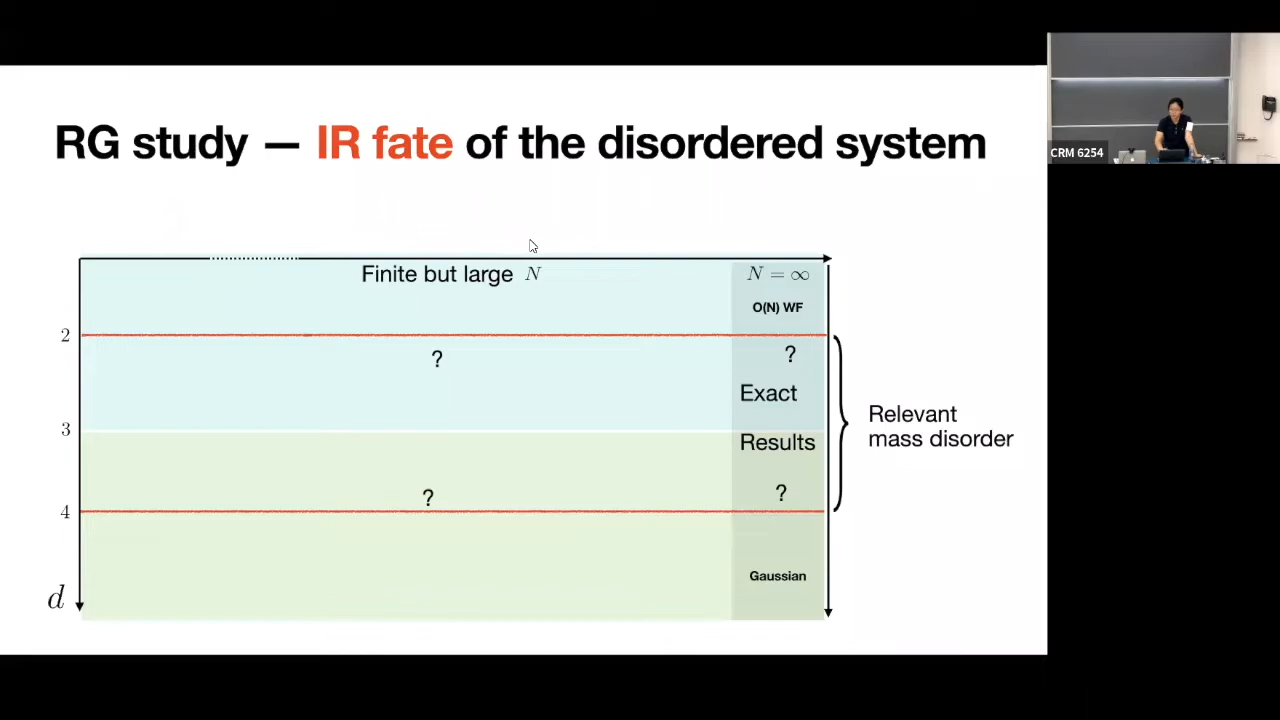 RG study — IR fate of the disordered system
Finite but large N
N = ∞
O(N) WF
2
?
?
Exact
Relevant
mass disorder
3
Results
?
?
4
Gaussian
d
CRM 6254